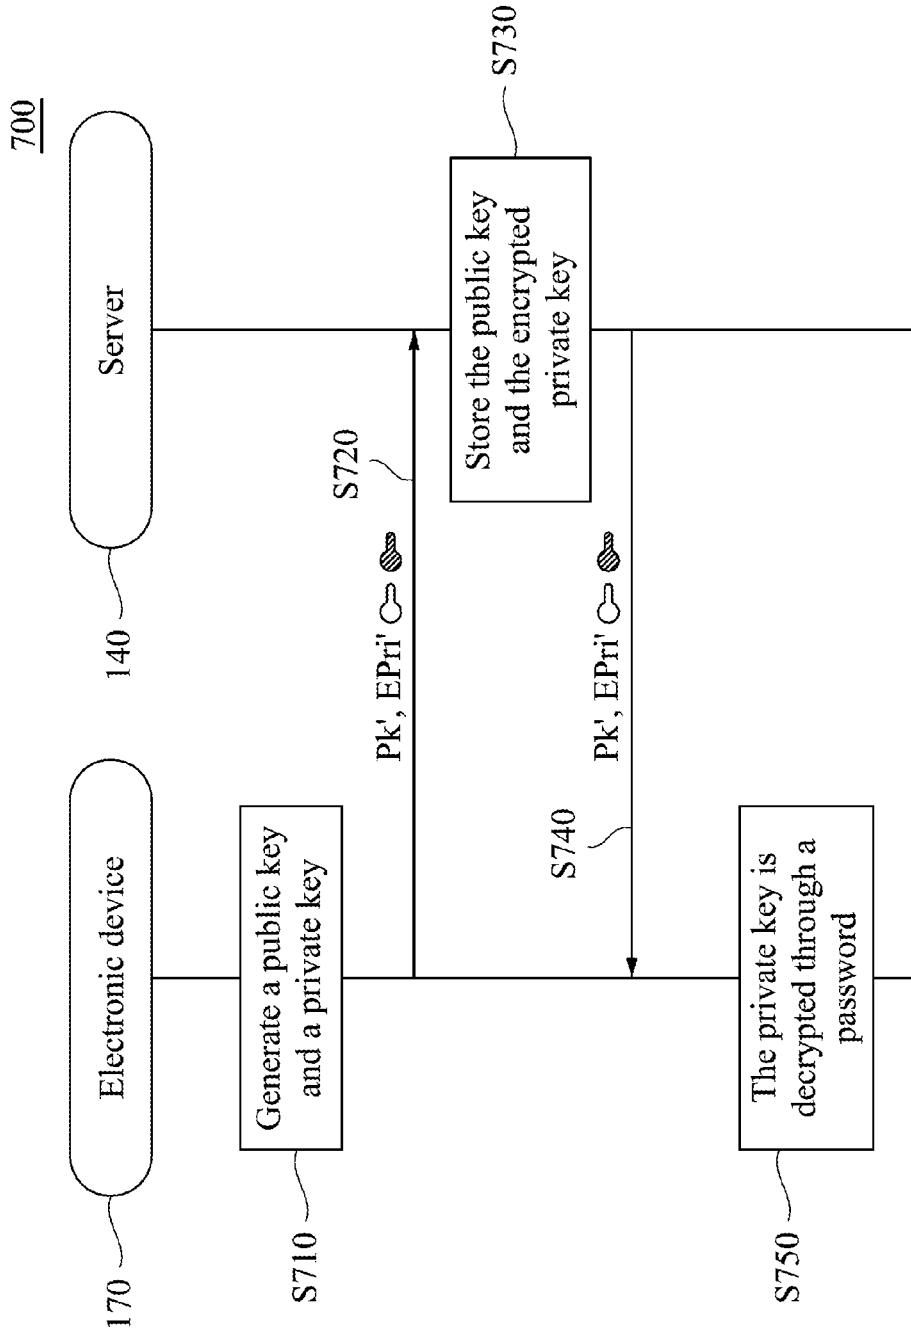 700
Electronic device
Server
170
140
Generate a public key
and a private key
S710
Pk', EPri'
S720
Store the public key
and the encrypted
private key
S730
Pk', EPri'
S740
The private key is
decrypted through a
password
S750